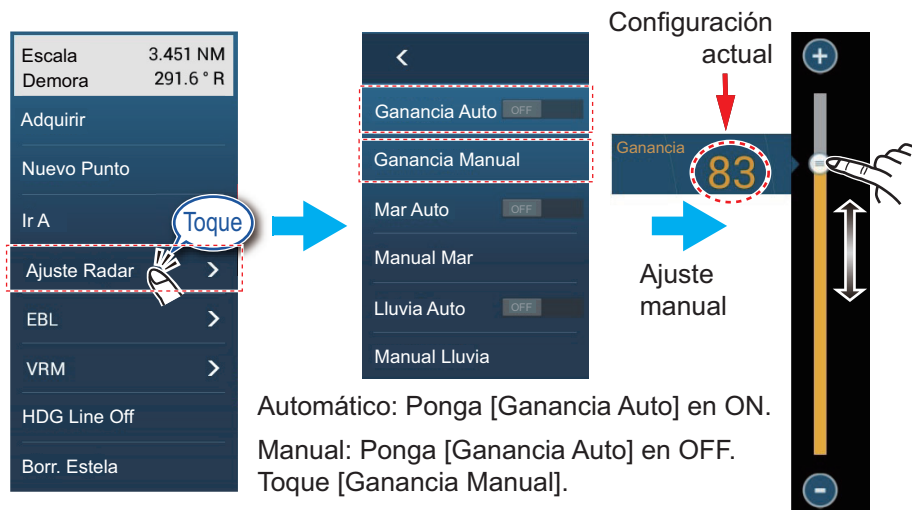 Escala 3.451 NM
Demora 291.6 ° R
Adquirir
Nuevo Punto
Ir A
Toque
Ajuste Radar >
EBL >
VRM >
HDG Line Off
Borr. Estela
<
Ganancia Auto OFF
Ganancia Manual
Mar Auto OFF
Manual Mar
Lluvia Auto OFF
Manual Lluvia
Configuración
actual
Ganancia
83
Ajuste
manual
+
=
-
Automático: Ponga [Ganancia Auto] en ON.
Manual: Ponga [Ganancia Auto] en OFF.
Toque [Ganancia Manual].